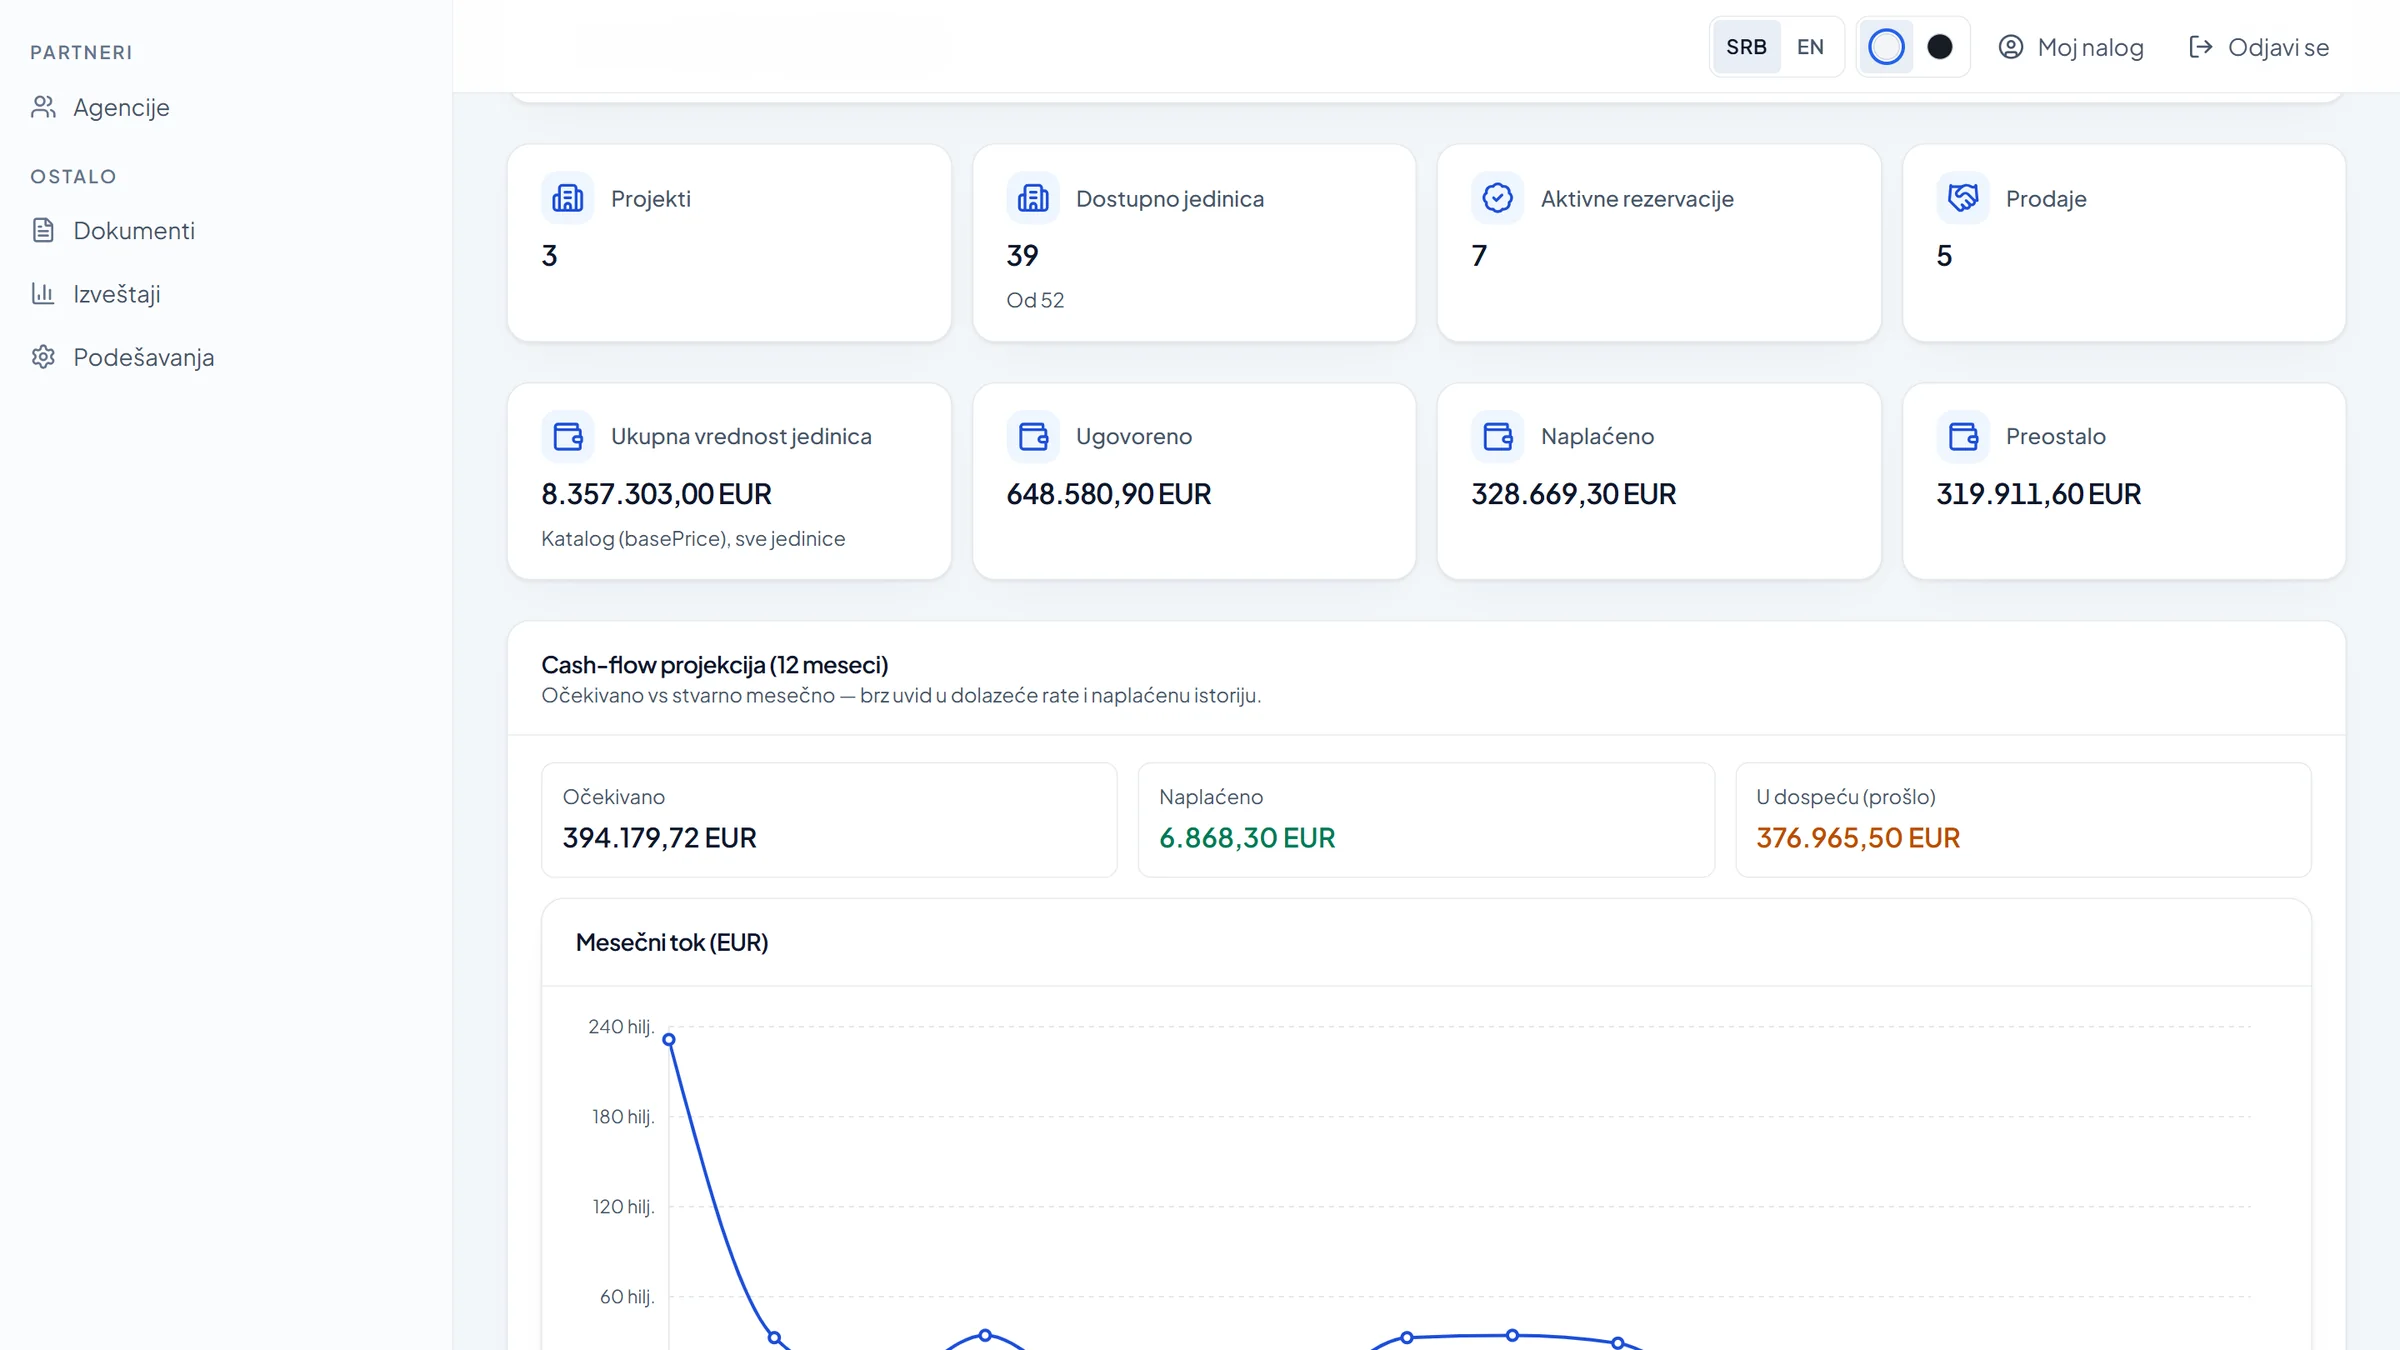 PARTNERI
Agencije
OSTALO
Dokumenti
Izveštaji
Podešavanja
SRB EN Moj nalog Odjavi se
Projekti
3
Dostupno jedinica
39
Od 52
Aktivne rezervacije
7
Prodaje
5
Ukupna vrednost jedinica
8.357.303,00 EUR
Katalog (basePrice), sve jedinice
Ugovoreno
648.580,90 EUR
Naplaćeno
328.669,30 EUR
Preostalo
319.911,60 EUR
Cash-flow projekcija (12 meseci)
Očekivano vs stvarno mesečno — brz uvid u dolazeće rate i naplaćenu istoriju.
Očekivano
394.179,72 EUR
Naplaćeno
6.868,30 EUR
U dospeću (prošlo)
376.965,50 EUR
Mesečni tok (EUR)
240 hilj.
180 hilj.
120 hilj.
60 hilj.